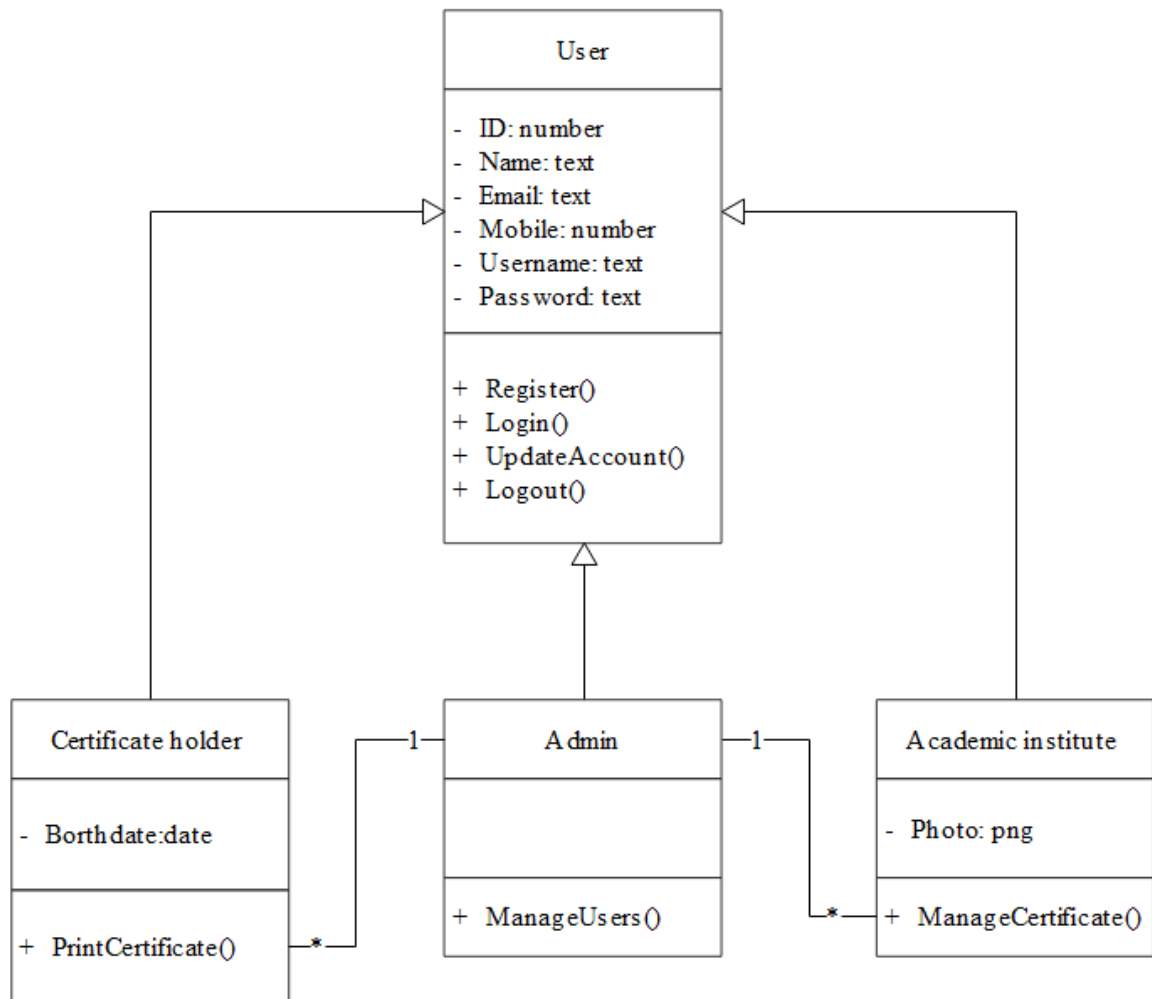 User
- ID: number
- Name: text
- Email: text
- Mobile: number
- Username: text
- Password: text
+ Register()
+ Login()
+ UpdateAccount()
+ Logout()
Certificate holder
- Borthdate:date
+ PrintCertificate()
1
*
Admin
+ ManageUsers()
1
*
Academic institute
- Photo: png
+ ManageCertificate()